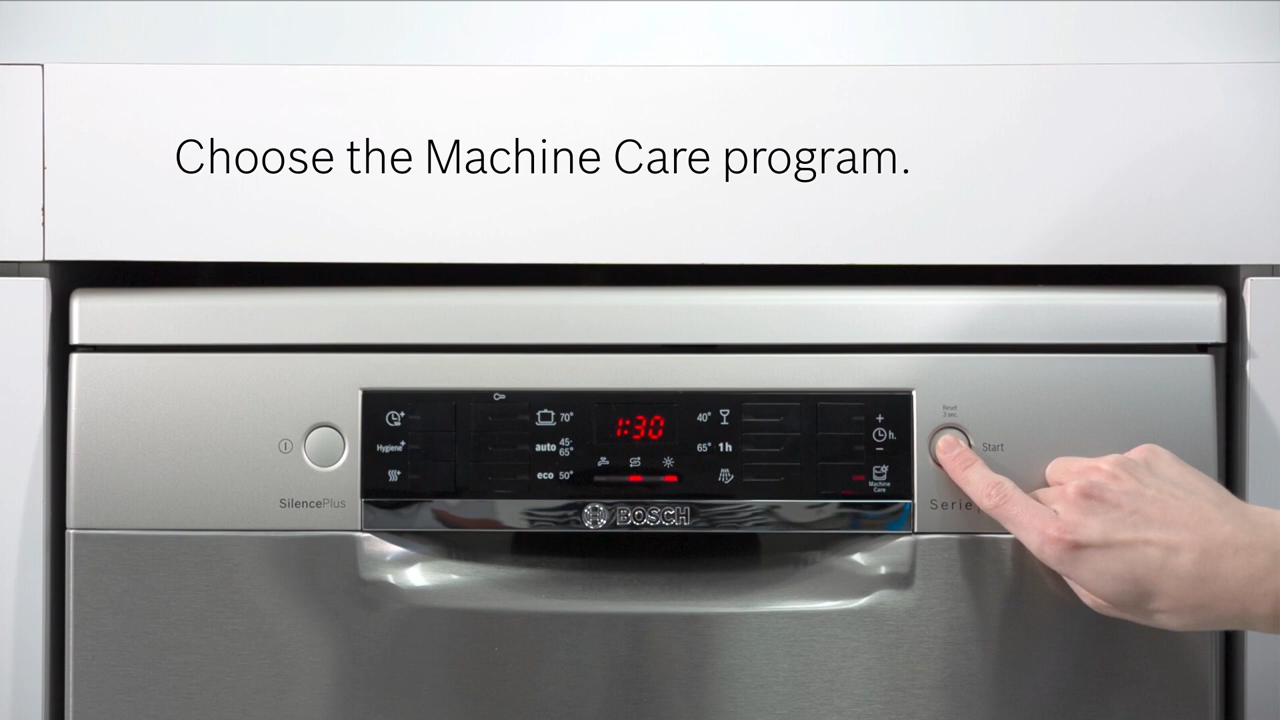 Choose the Machine Care program.
Reset
3 sec.
Start
SilencePlus
Hygiene+
70°
auto 45-
65°
eco 50°
1:30
40°
65° 1h
+
h.
-
Machine
Care
BOSCH
Serie